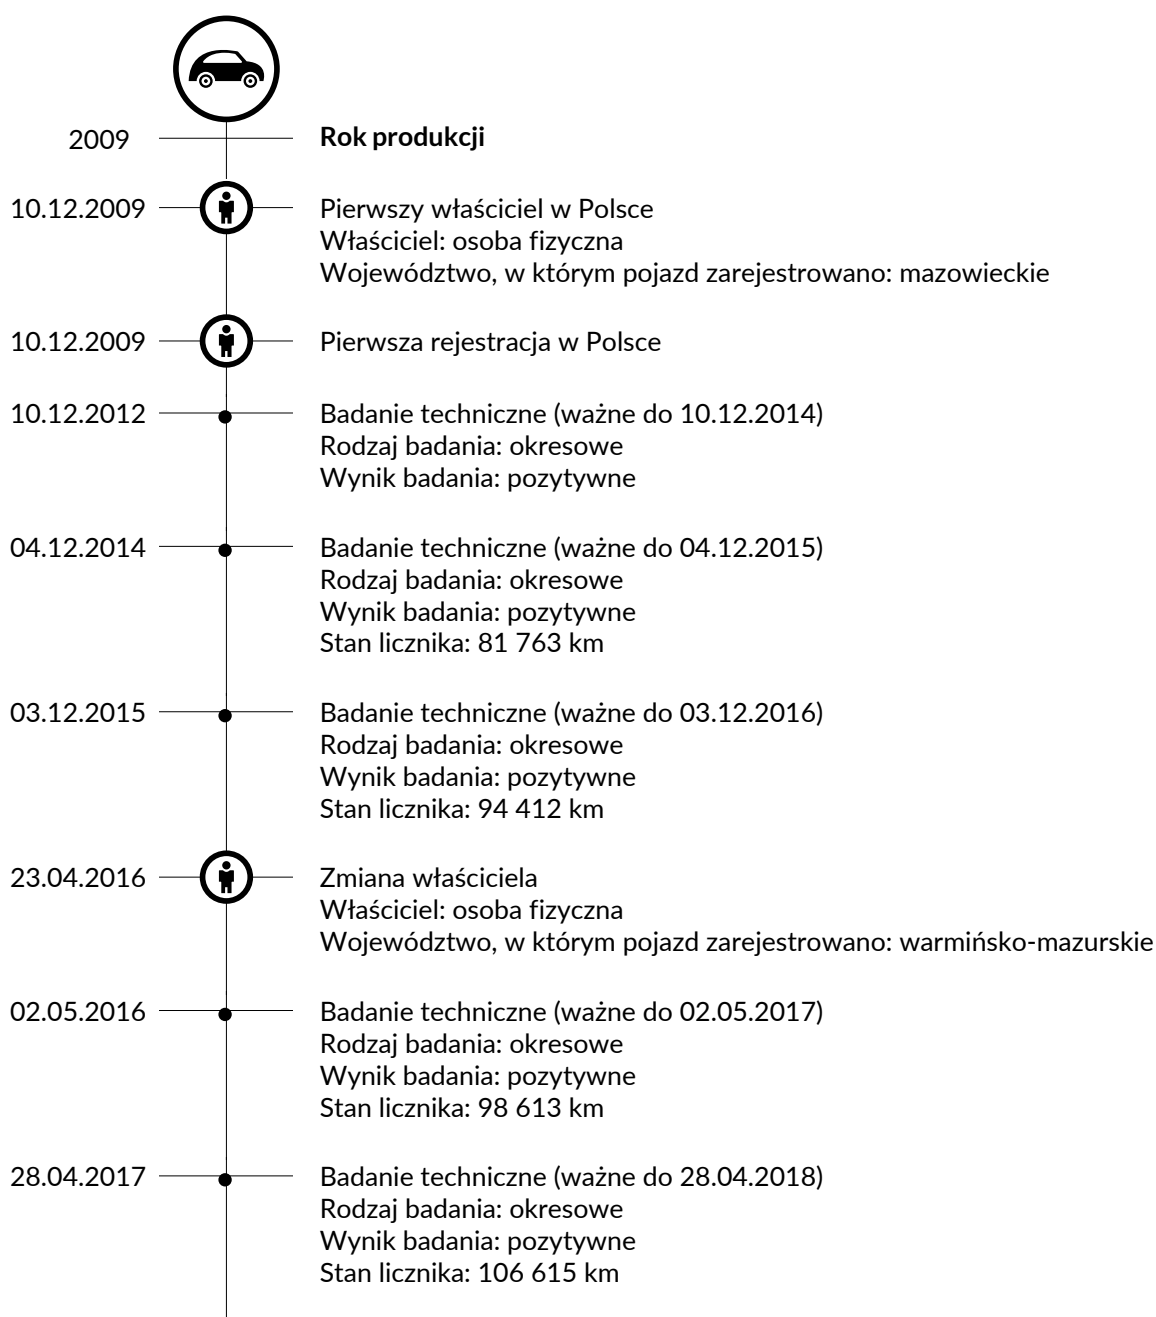 2009 Rok produkcji
10.12.2009 Pierwszy właściciel w Polsce
Właściciel: osoba fizyczna
Województwo, w którym pojazd zarejestrowano: mazowieckie
10.12.2009 Pierwsza rejestracja w Polsce
10.12.2012 Badanie techniczne (ważne do 10.12.2014)
Rodzaj badania: okresowe
Wynik badania: pozytywne
04.12.2014 Badanie techniczne (ważne do 04.12.2015)
Rodzaj badania: okresowe
Wynik badania: pozytywne
Stan licznika: 81 763 km
03.12.2015 Badanie techniczne (ważne do 03.12.2016)
Rodzaj badania: okresowe
Wynik badania: pozytywne
Stan licznika: 94 412 km
23.04.2016 Zmiana właściciela
Właściciel: osoba fizyczna
Województwo, w którym pojazd zarejestrowano: warmińsko-mazurskie
02.05.2016 Badanie techniczne (ważne do 02.05.2017)
Rodzaj badania: okresowe
Wynik badania: pozytywne
Stan licznika: 98 613 km
28.04.2017 Badanie techniczne (ważne do 28.04.2018)
Rodzaj badania: okresowe
Wynik badania: pozytywne
Stan licznika: 106 615 km